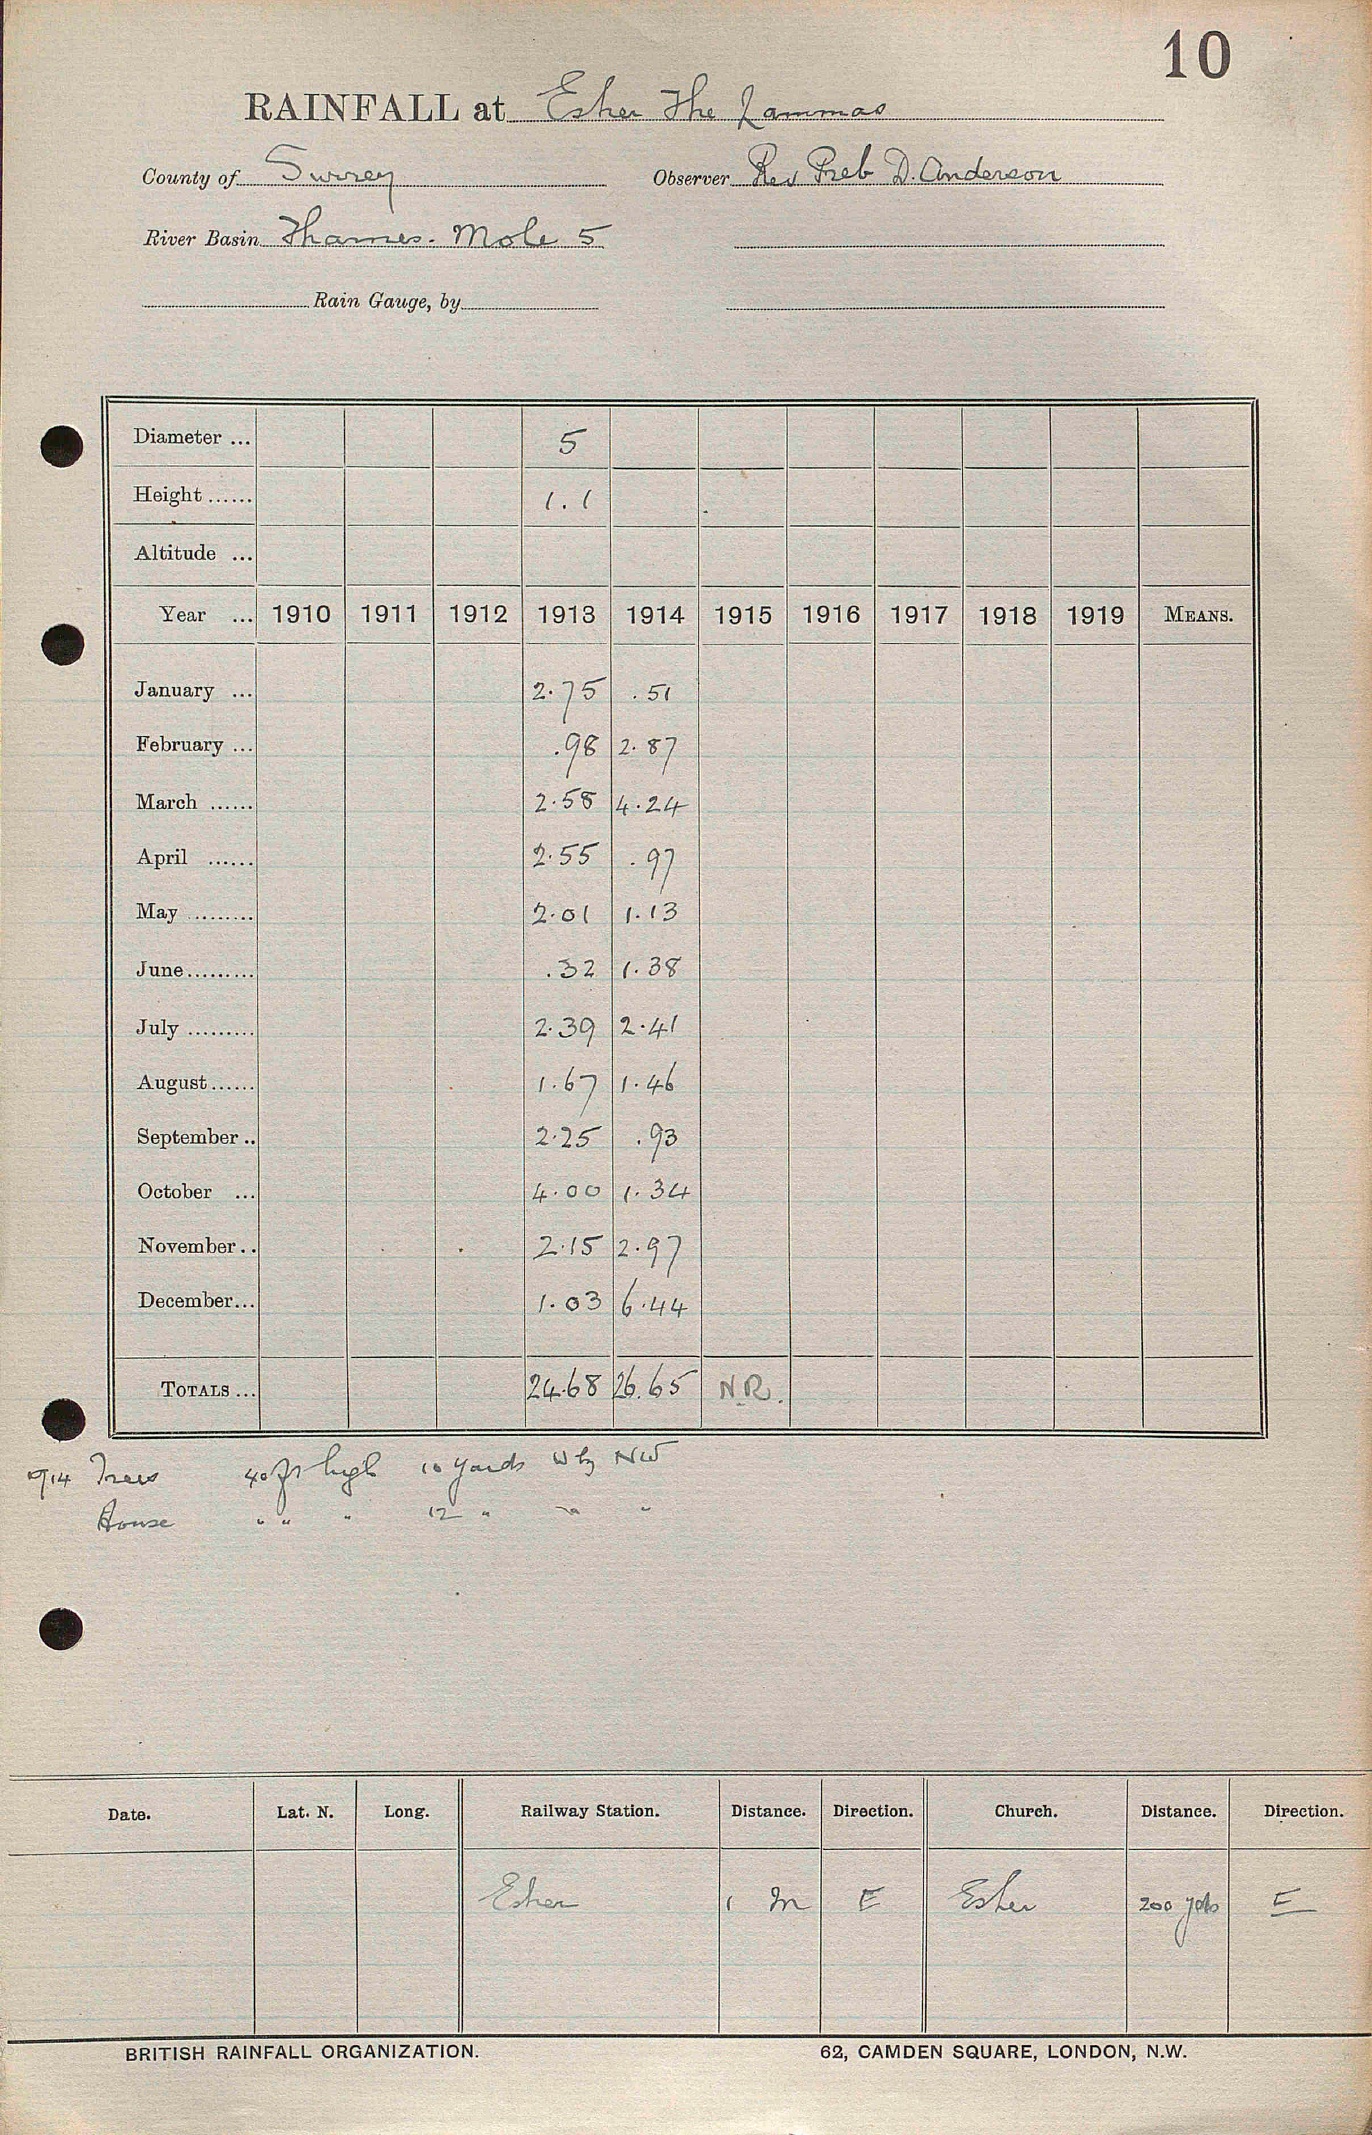 10
RAINFALL at Esher The Lammas
County of Surrey Observer Rev Preb D. Anderson
River Basin Thames. Mole 5
Rain Gauge, by
Diameter ... 5
Height ...... 1.1
Altitude ...
Year ... 1910 1911 1912 1913 1914 1915 1916 1917 1918 1919 MEANS.
January ... 2.75 .51
February ... .98 2.87
March ...... 2.58 4.24
April ...... 2.55 .97
May ........ 2.01 1.13
June ......... .32 1.38
July ......... 2.39 2.41
August ...... 1.67 1.46
September .. 2.25 .93
October ... 4.00 1.34
November .. 2.15 2.97
December ... 1.03 6.44
TOTALS ... 24.68 26.65 N.R.
1914 Trees 40 ft high 10 yards W by NW
House " " " 12 " " "
Date. Lat. N. Long. Railway Station. Distance. Direction. Church. Distance. Direction.
Esher 1 m E Esher 200 yds E
BRITISH RAINFALL ORGANIZATION. 62, CAMDEN SQUARE, LONDON, N.W.